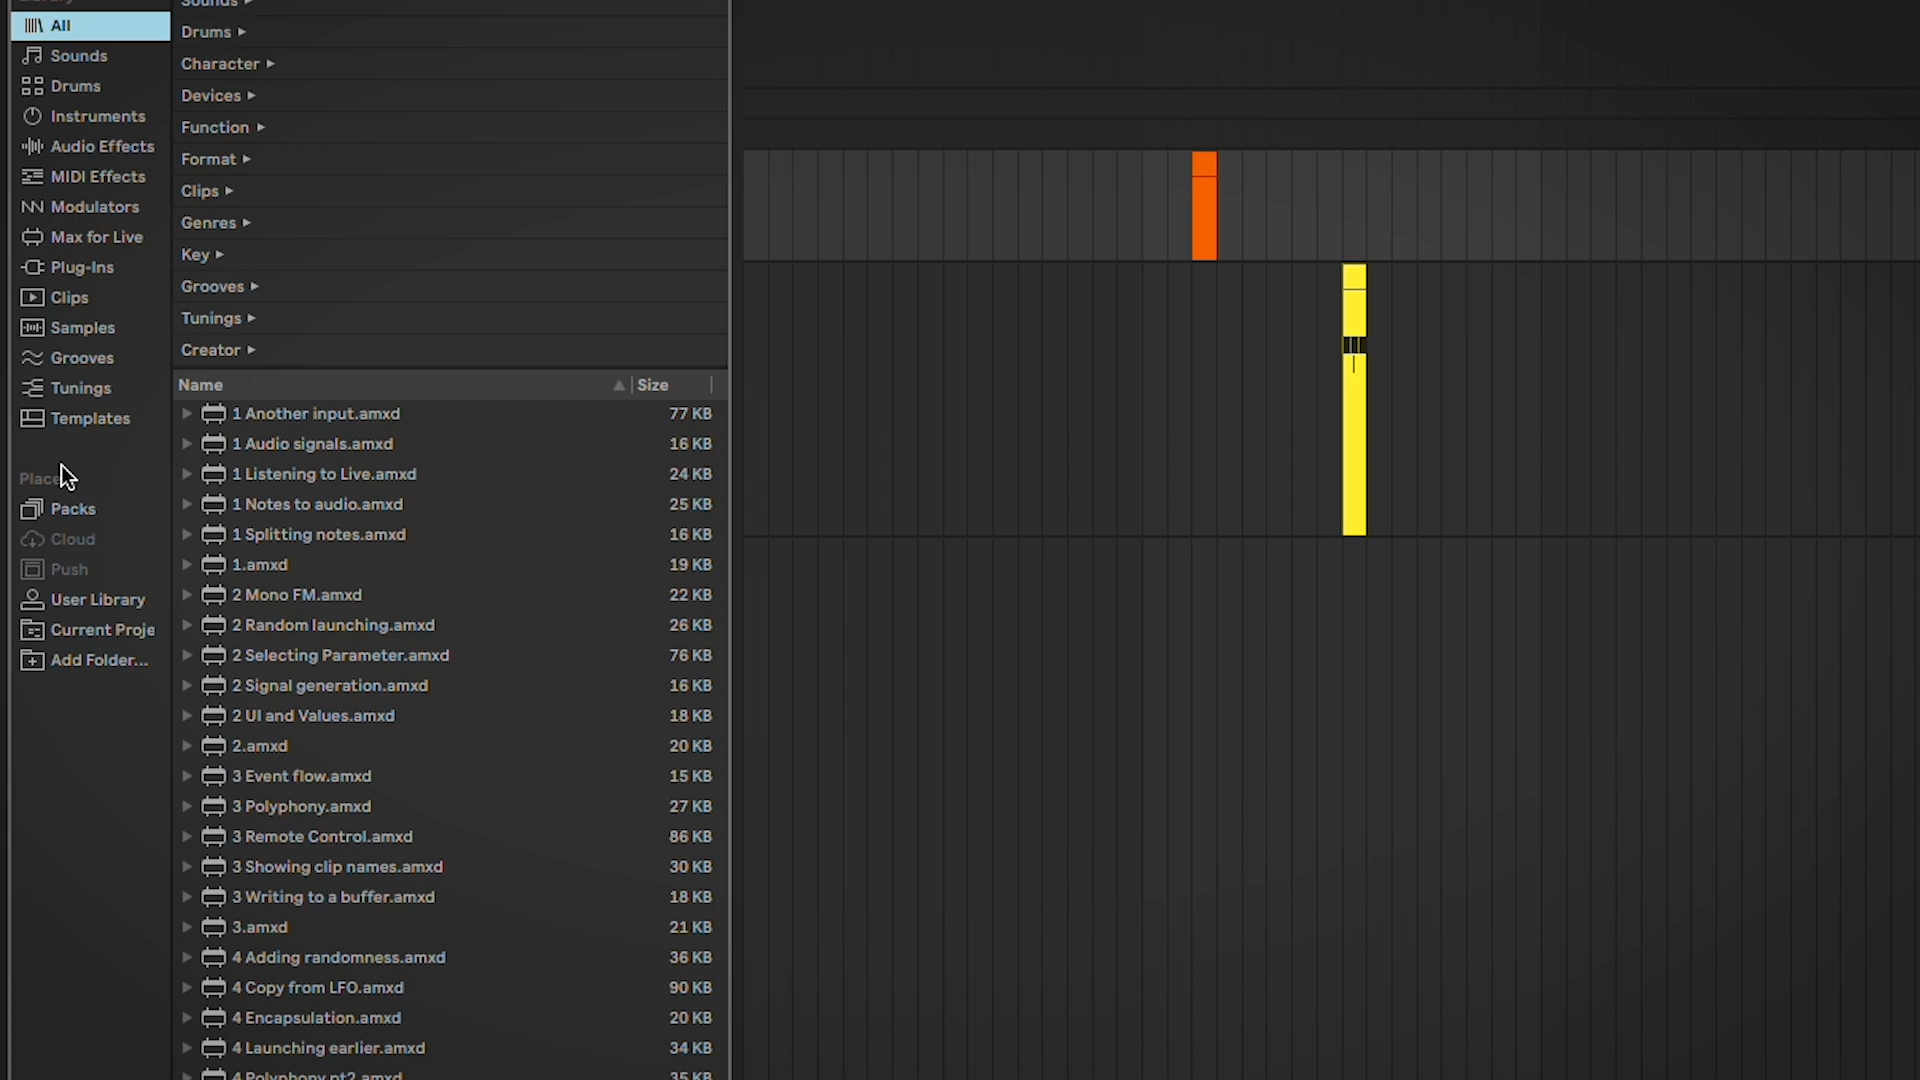 All
Sounds
Drums
Instruments
Audio Effects
MIDI Effects
Modulators
Max for Live
Plug-Ins
Clips
Samples
Grooves
Tunings
Templates
Packs
Cloud
Push
User Library
Current Proje
Add Folder...
Sounds
Drums
Character
Devices
Function
Format
Clips
Genres
Key
Grooves
Tunings
Creator
Name Size
1 Another input.amxd 77 KB
1 Audio signals.amxd 16 KB
1 Listening to Live.amxd 24 KB
1 Notes to audio.amxd 25 KB
1 Splitting notes.amxd 16 KB
1.amxd 19 KB
2 Mono FM.amxd 22 KB
2 Random launching.amxd 26 KB
2 Selecting Parameter.amxd 76 KB
2 Signal generation.amxd 16 KB
2 UI and Values.amxd 18 KB
2.amxd 20 KB
3 Event flow.amxd 15 KB
3 Polyphony.amxd 27 KB
3 Remote Control.amxd 86 KB
3 Showing clip names.amxd 30 KB
3 Writing to a buffer.amxd 18 KB
3.amxd 21 KB
4 Adding randomness.amxd 36 KB
4 Copy from LFO.amxd 90 KB
4 Encapsulation.amxd 20 KB
4 Launching earlier.amxd 34 KB
4 Polyphony pt2.amxd 35 KB